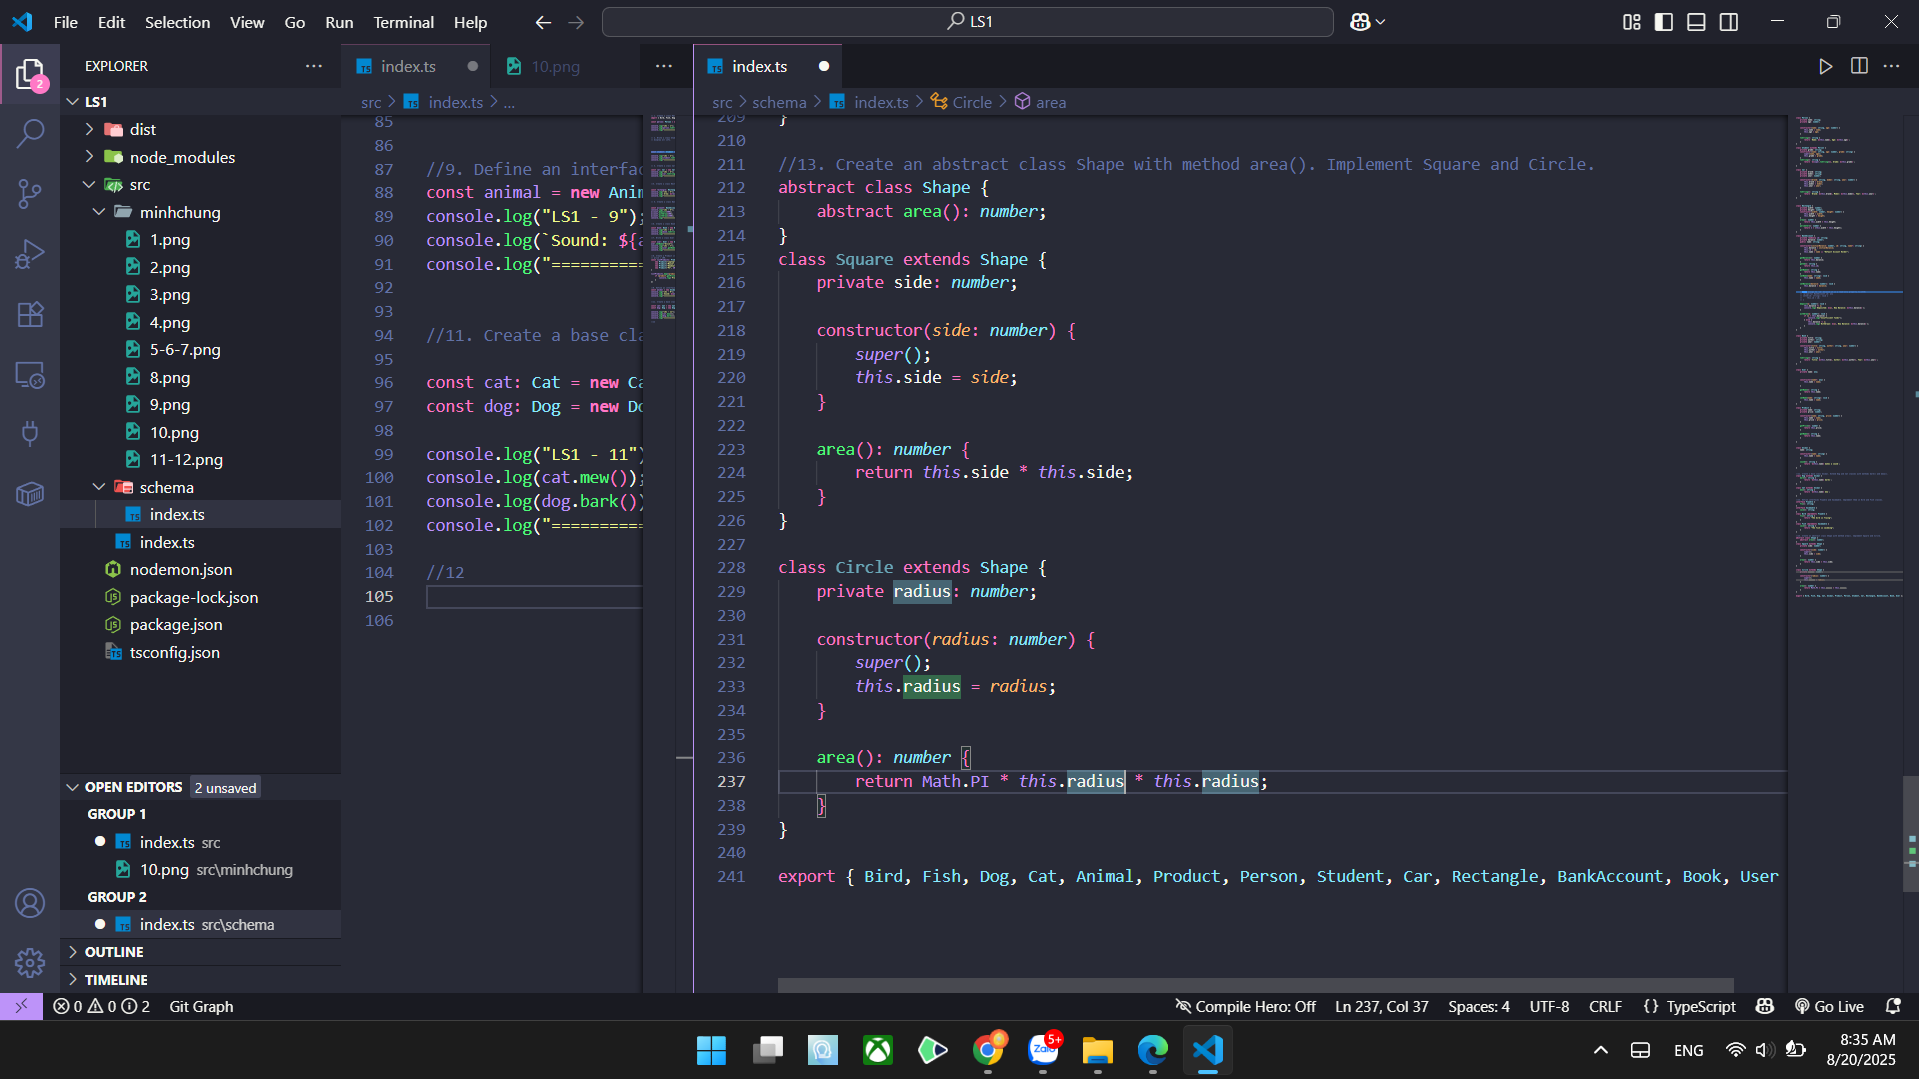 File Edit Selection View Go Run Terminal Help
LS1
EXPLORER
LS1
dist
node_modules
src
minhchung
1.png
2.png
3.png
4.png
5-6-7.png
8.png
9.png
10.png
11-12.png
schema
index.ts
index.ts
nodemon.json
package-lock.json
package.json
tsconfig.json
OPEN EDITORS 2 unsaved
GROUP 1
index.ts src
10.png src\minhchung
GROUP 2
index.ts src\schema
OUTLINE
TIMELINE
index.ts
10.png
src > index.ts > ...
85
86
87 //9. Define an interfac
88 const animal = new Anim
89 console.log("LS1 - 9");
90 console.log(`Sound: ${a
91 console.log("==========
92
93
94 //11. Create a base cla
95
96 const cat: Cat = new Ca
97 const dog: Dog = new Do
98
99 console.log("LS1 - 11")
100 console.log(cat.mew());
101 console.log(dog.bark())
102 console.log("==========
103
104 //12
105
106
index.ts
src > schema > index.ts > Circle > area
209 }
210
211 //13. Create an abstract class Shape with method area(). Implement Square and Circle.
212 abstract class Shape {
213 abstract area(): number;
214 }
215 class Square extends Shape {
216 private side: number;
217
218 constructor(side: number) {
219 super();
220 this.side = side;
221 }
222
223 area(): number {
224 return this.side * this.side;
225 }
226 }
227
228 class Circle extends Shape {
229 private radius: number;
230
231 constructor(radius: number) {
232 super();
233 this.radius = radius;
234 }
235
236 area(): number {
237 return Math.PI * this.radius * this.radius;
238 }
239 }
240
241 export { Bird, Fish, Dog, Cat, Animal, Product, Person, Student, Car, Rectangle, BankAccount, Book, User
0 0 2 Git Graph
Compile Hero: Off Ln 237, Col 37 Spaces: 4 UTF-8 CRLF {} TypeScript Go Live
2
Zalo 5+
ENG
8:35 AM
8/20/2025